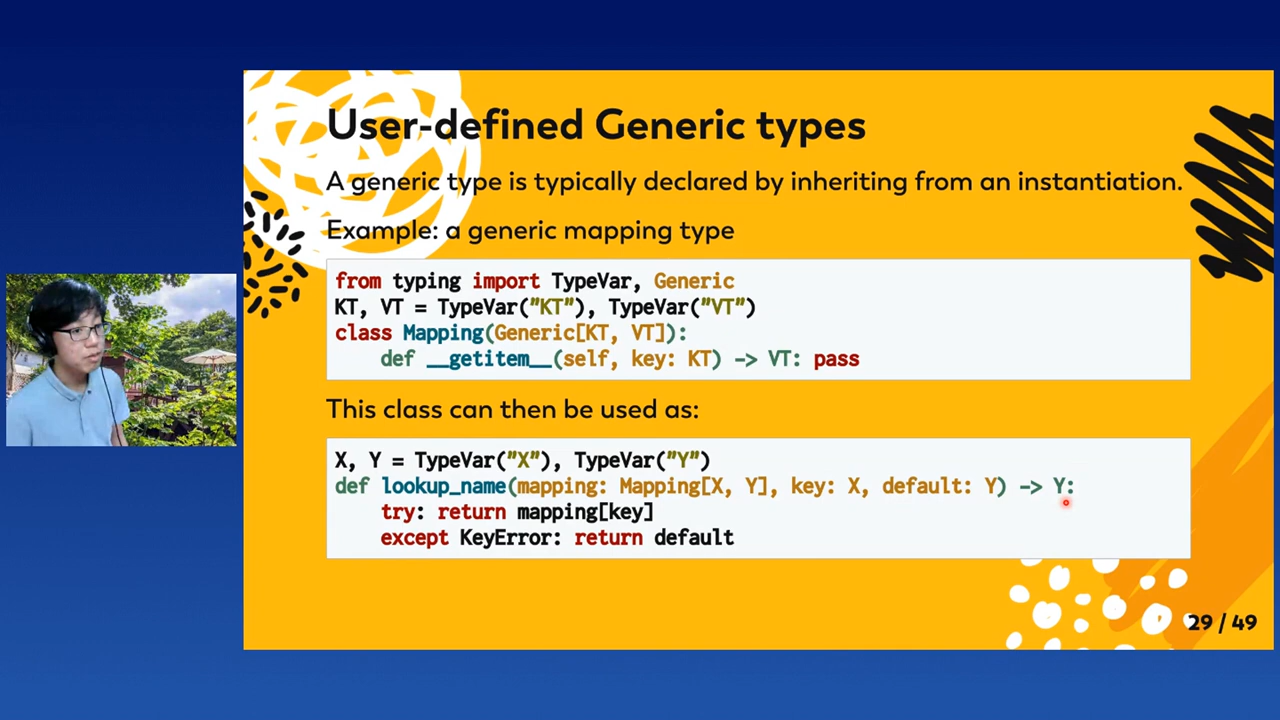 User-defined Generic types
A generic type is typically declared by inheriting from an instantiation.
Example: a generic mapping type
from typing import TypeVar, Generic
KT, VT = TypeVar("KT"), TypeVar("VT")
class Mapping(Generic[KT, VT]):
    def __getitem__(self, key: KT) -> VT: pass
This class can then be used as:
X, Y = TypeVar("X"), TypeVar("Y")
def lookup_name(mapping: Mapping[X, Y], key: X, default: Y) -> Y:
    try: return mapping[key]
    except KeyError: return default
29 / 49